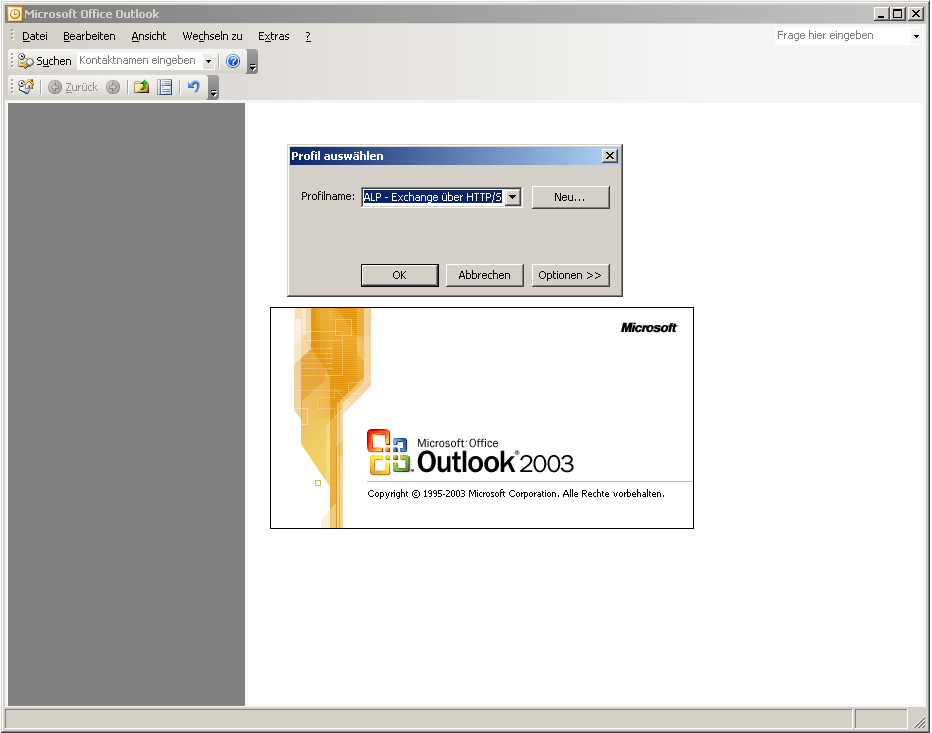 Microsoft Office Outlook
Datei Bearbeiten Ansicht Wechseln zu Extras ? Frage hier eingeben
Suchen Kontaktnamen eingeben ?
Zurück
Profil auswählen
Profilname: ALP - Exchange über HTTP/S Neu...
OK Abbrechen Optionen >>
Microsoft
Microsoft Office
Outlook 2003
Copyright © 1995-2003 Microsoft Corporation. Alle Rechte vorbehalten.